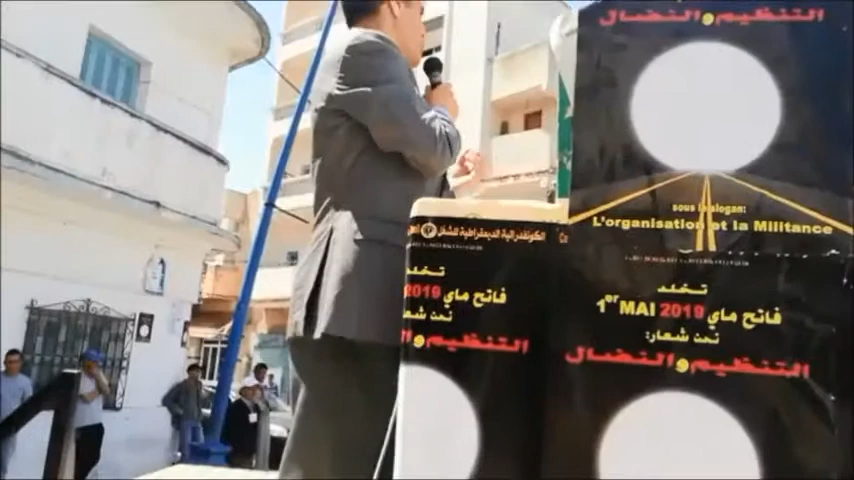 التنظيم و النضال
sous le slogan:
L'organisation et la Militance
الكونفدرالية الديمقراطية للشغل
تخلد
فاتح ماي 2019
تحت شعار:
التنظيم و
تخلد
فاتح ماي 2019 1er MAI
تحت شعار:
التنظيم و النضال